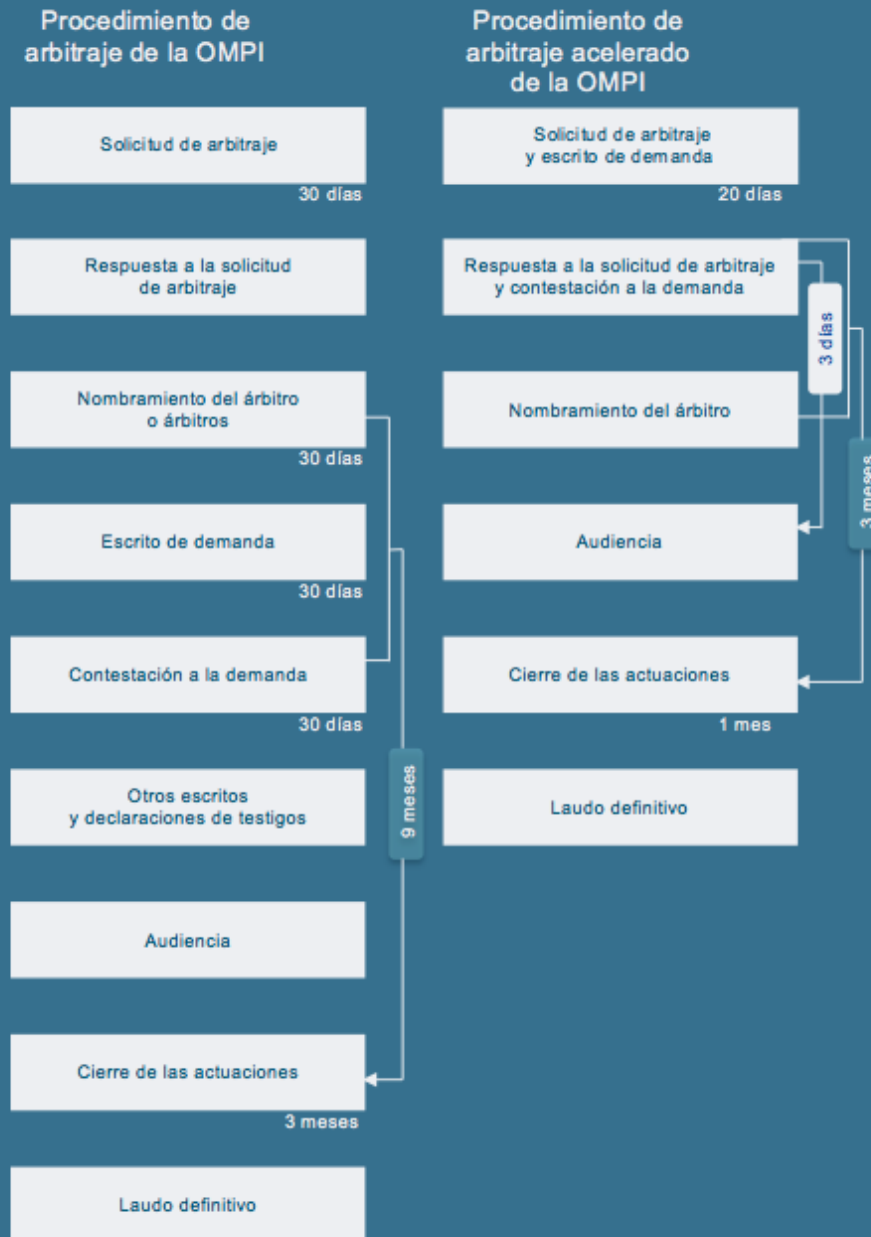 Procedimiento de
arbitraje de la OMPI
Solicitud de arbitraje
30 días
Respuesta a la solicitud
de arbitraje
Nombramiento del árbitro
o árbitros
30 días
Escrito de demanda
30 días
Contestación a la demanda
30 días
Otros escritos
y declaraciones de testigos
9 meses
Audiencia
Cierre de las actuaciones
3 meses
Laudo definitivo
Procedimiento de
arbitraje acelerado
de la OMPI
Solicitud de arbitraje
y escrito de demanda
20 días
Respuesta a la solicitud de arbitraje
y contestación a la demanda
3 días
Nombramiento del árbitro
3 meses
Audiencia
Cierre de las actuaciones
1 mes
Laudo definitivo